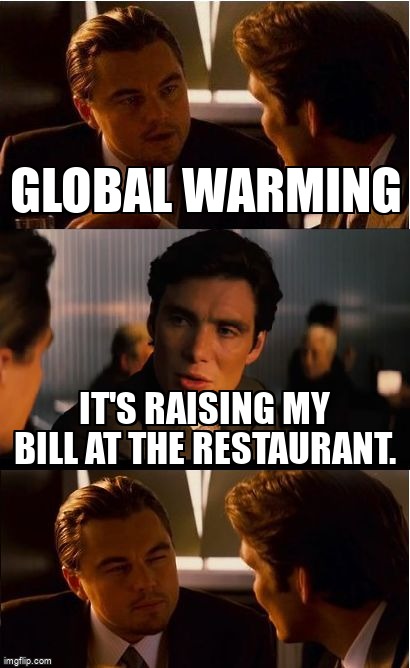 GLOBAL WARMING
IT'S RAISING MY
BILL AT THE RESTAURANT.
imgflip.com